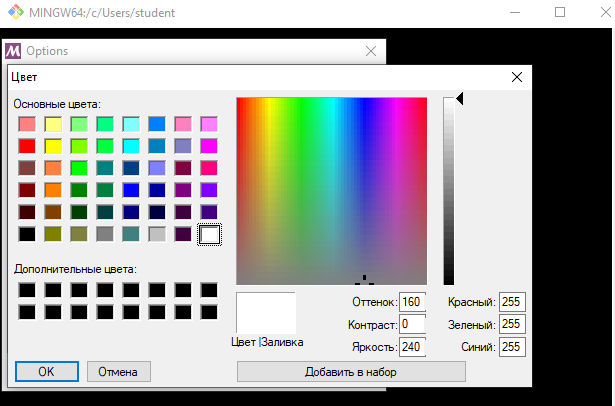 MINGW64:/c/Users/student
Options
Цвет
Основные цвета:
Дополнительные цвета:
Цвет|Заливка
Оттенок: 160
Контраст: 0
Яркость: 240
Красный: 255
Зеленый: 255
Синий: 255
OK
Отмена
Добавить в набор